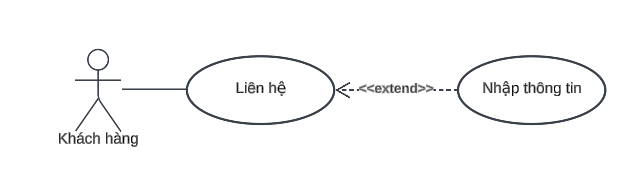 Liên hệ
<<extend>>
Nhập thông tin
Khách hàng